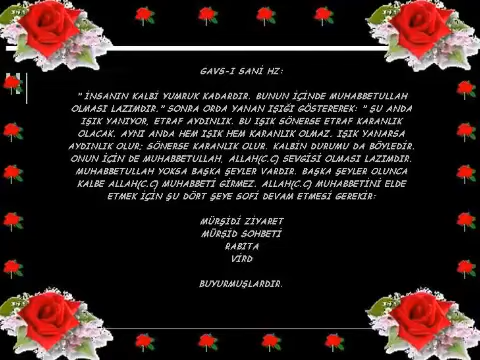 GAVS-I SANİ HZ:
" İNSANIN KALBİ YUMRUK KADARDIR. BUNUN İÇİNDE MUHABBETULLAH
OLMASI LAZIMDIR." SONRA ORDA YANAN IŞIĞI GÖSTEREREK: " ŞU ANDA
IŞIK YANIYOR, ETRAF AYDINLIK. BU IŞIK SÖNERSE ETRAF KARANLIK
OLACAK. AYNI ANDA HEM IŞIK HEM KARANLIK OLMAZ. IŞIK YANARSA
AYDINLIK OLUR; SÖNERSE KARANLIK OLUR. KALBİN DURUMU DA BÖYLEDİR.
ONUN İÇİN DE MUHABBETULLAH, ALLAH(C.C) SEVGİSİ OLMASI LAZIMDIR.
MUHABBETULLAH YOKSA BAŞKA ŞEYLER VARDIR. BAŞKA ŞEYLER OLUNCA
KALBE ALLAH(C.C) MUHABBETİ GİRMEZ. ALLAH(C.C) MUHABBETİNİ ELDE
ETMEK İÇİN ŞU DÖRT ŞEYE SOFİ DEVAM ETMESİ GEREKİR:
MÜRŞİDİ ZİYARET
MÜRŞİD SOHBETİ
RABITA
VİRD
BUYURMUŞLARDIR.